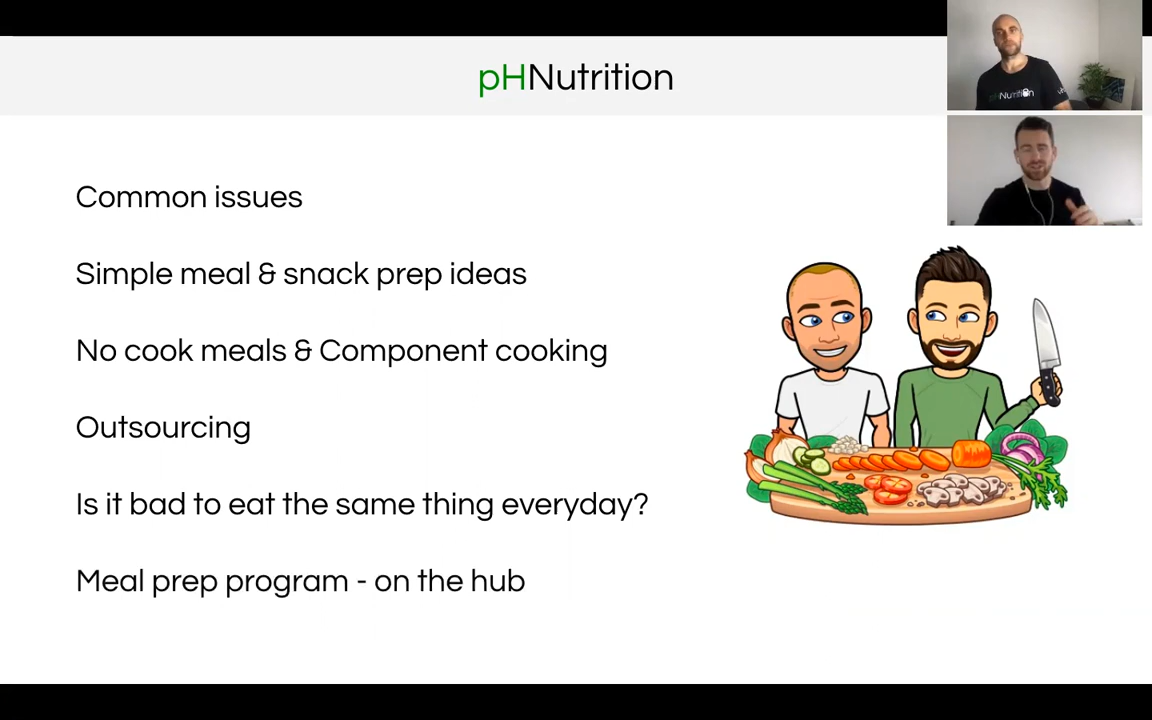 pHNutrition
Common issues
Simple meal & snack prep ideas
No cook meals & Component cooking
Outsourcing
Is it bad to eat the same thing everyday?
Meal prep program - on the hub
pHNutrition